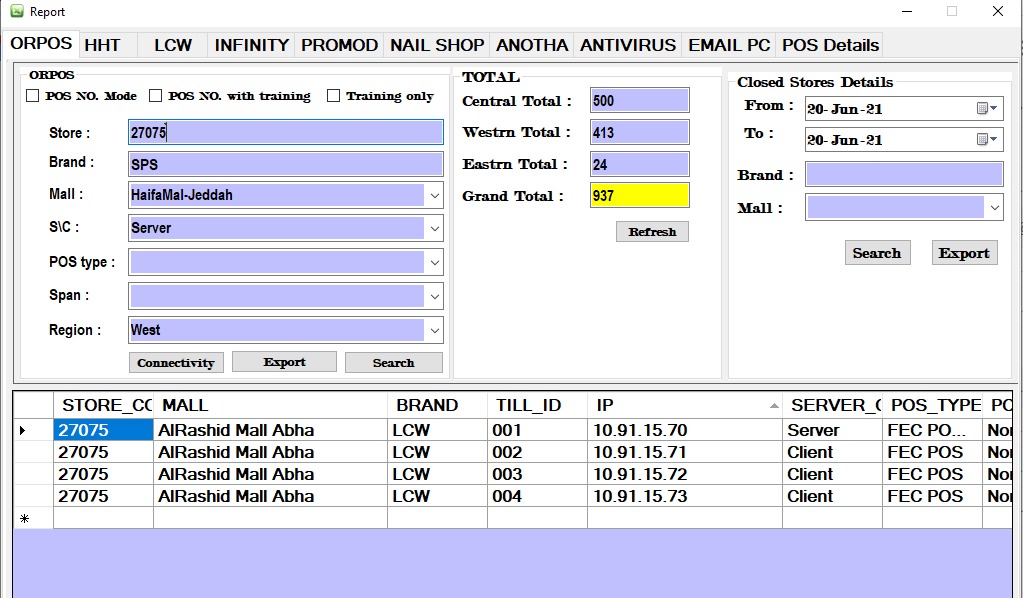 Report
ORPOS HHT LCW INFINITY PROMOD NAIL SHOP ANOTHA ANTIVIRUS EMAIL PC POS Details
ORPOS
POS NO. Mode POS NO. with training Training only
Store : 27075
Brand : SPS
Mall : HaifaMal-Jeddah
S\C : Server
POS type :
Span :
Region : West
Connectivity Export Search
TOTAL
Central Total : 500
Westrn Total : 413
Eastrn Total : 24
Grand Total : 937
Refresh
Closed Stores Details
From : 20- Jun -21
To : 20- Jun -21
Brand :
Mall :
Search Export
STORE_CO MALL BRAND TILL_ID IP SERVER_C POS_TYPE PO
27075 AlRashid Mall Abha LCW 001 10.91.15.70 Server FEC PO... Nor
27075 AlRashid Mall Abha LCW 002 10.91.15.71 Client FEC POS Nor
27075 AlRashid Mall Abha LCW 003 10.91.15.72 Client FEC POS Nor
27075 AlRashid Mall Abha LCW 004 10.91.15.73 Client FEC POS Nor